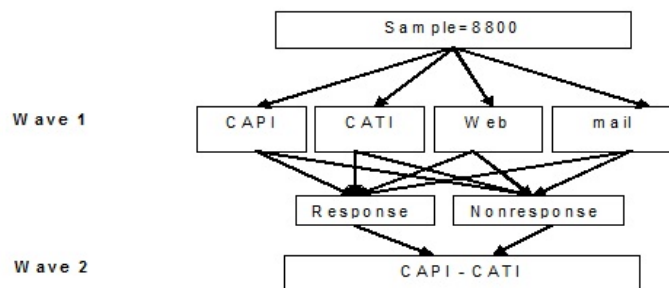 Sample=8800
Wave 1
CAPI
CATI
Web
mail
Response
Nonresponse
Wave 2
CAPI - CATI